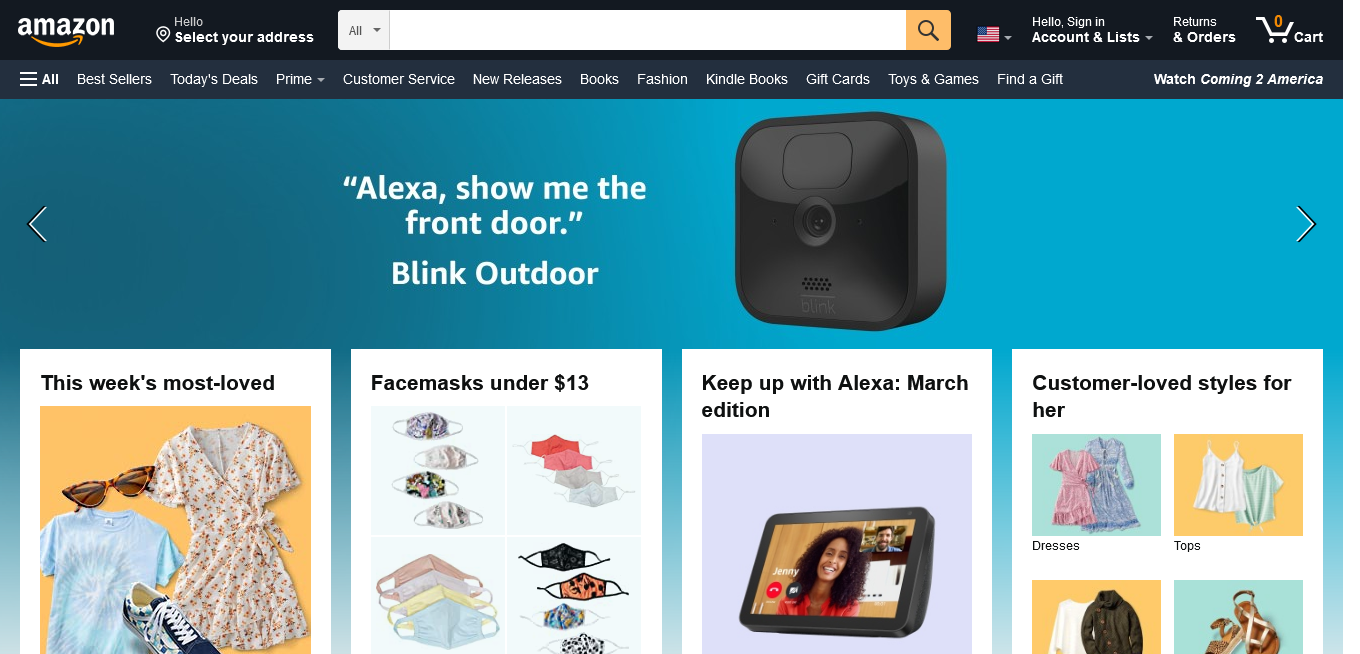 amazon
Hello
Select your address
All
Hello, Sign in
Account & Lists
Returns
& Orders
0
Cart
All
Best Sellers
Today's Deals
Prime
Customer Service
New Releases
Books
Fashion
Kindle Books
Gift Cards
Toys & Games
Find a Gift
Watch Coming 2 America
“Alexa, show me the
front door.”
Blink Outdoor
blink
This week's most-loved
Facemasks under $13
Keep up with Alexa: March
edition
Jenny
Customer-loved styles for
her
Dresses
Tops